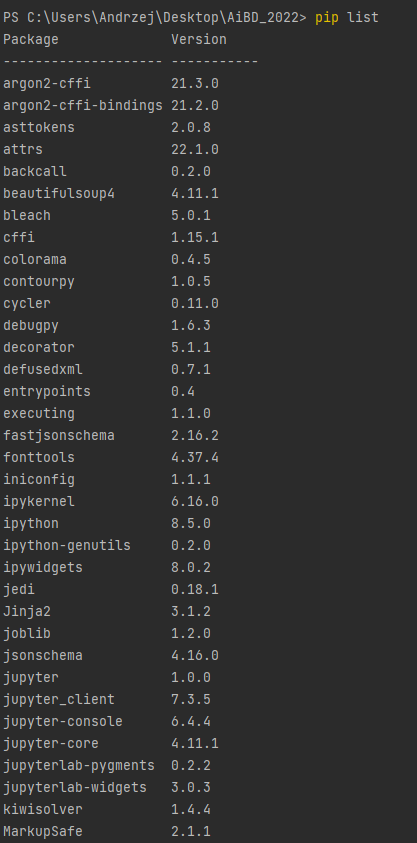 PS C:\Users\Andrzej\Desktop\AiBD_2022> pip list
Package              Version
-------------------- -----------
argon2-cffi          21.3.0
argon2-cffi-bindings 21.2.0
asttokens            2.0.8
attrs                22.1.0
backcall             0.2.0
beautifulsoup4       4.11.1
bleach               5.0.1
cffi                 1.15.1
colorama             0.4.5
contourpy            1.0.5
cycler               0.11.0
debugpy              1.6.3
decorator            5.1.1
defusedxml           0.7.1
entrypoints          0.4
executing            1.1.0
fastjsonschema       2.16.2
fonttools            4.37.4
iniconfig            1.1.1
ipykernel            6.16.0
ipython              8.5.0
ipython-genutils     0.2.0
ipywidgets           8.0.2
jedi                 0.18.1
Jinja2               3.1.2
joblib               1.2.0
jsonschema           4.16.0
jupyter              1.0.0
jupyter_client       7.3.5
jupyter-console      6.4.4
jupyter-core         4.11.1
jupyterlab-pygments  0.2.2
jupyterlab-widgets   3.0.3
kiwisolver           1.4.4
MarkupSafe           2.1.1